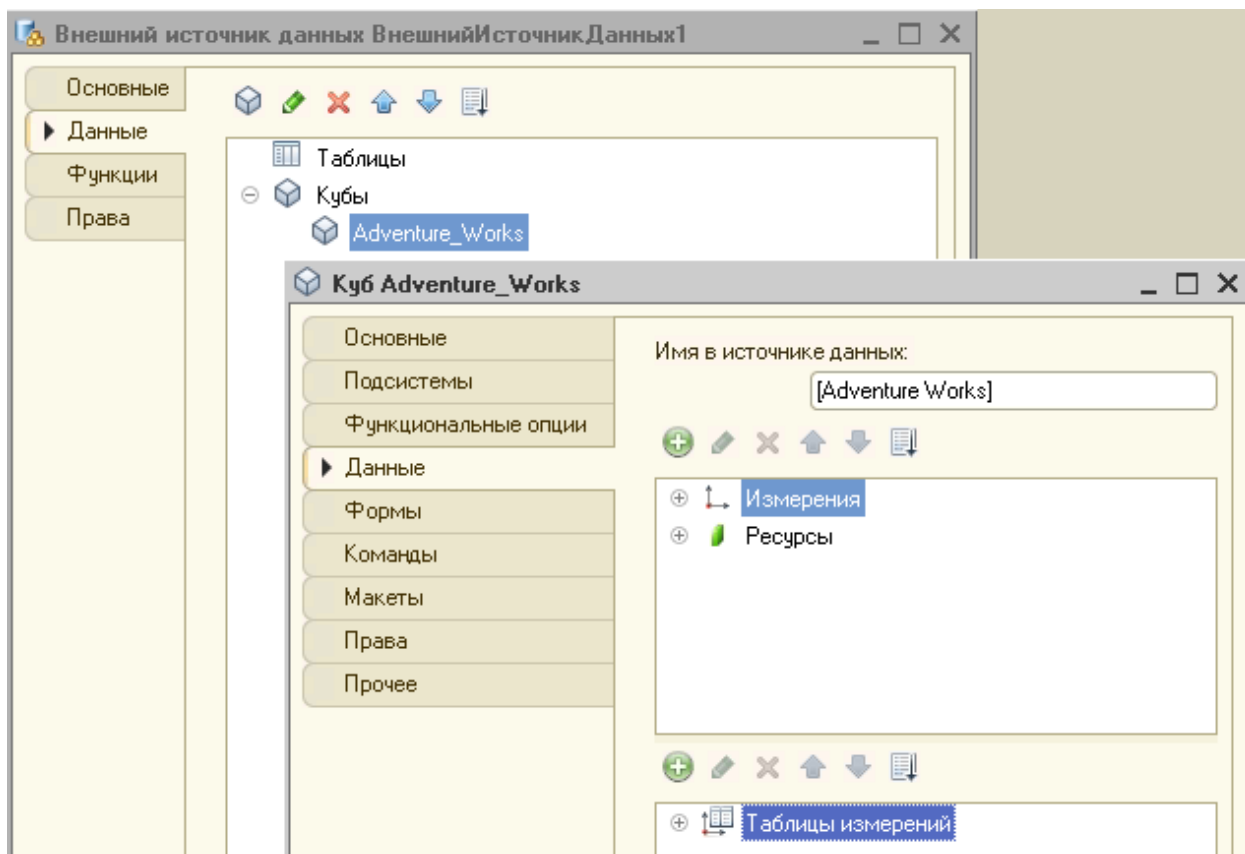 Внешний источник данных ВнешнийИсточникДанных1
Основные
Данные
Функции
Права
Таблицы
Кубы
Adventure_Works
Куб Adventure_Works
Основные
Подсистемы
Функциональные опции
Данные
Формы
Команды
Макеты
Права
Прочее
Имя в источнике данных:
[Adventure Works]
Измерения
Ресурсы
Таблицы измерений